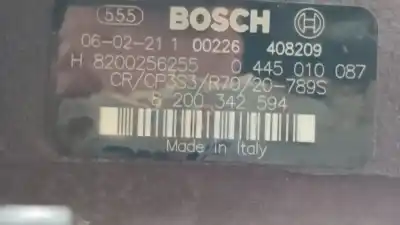 555 BOSCH
06-02-21 1 00226 408209
H 8200256255 0 445 010 087
CR/CP3S3/R70/20-789S
8 200 342 594
Made in Italy